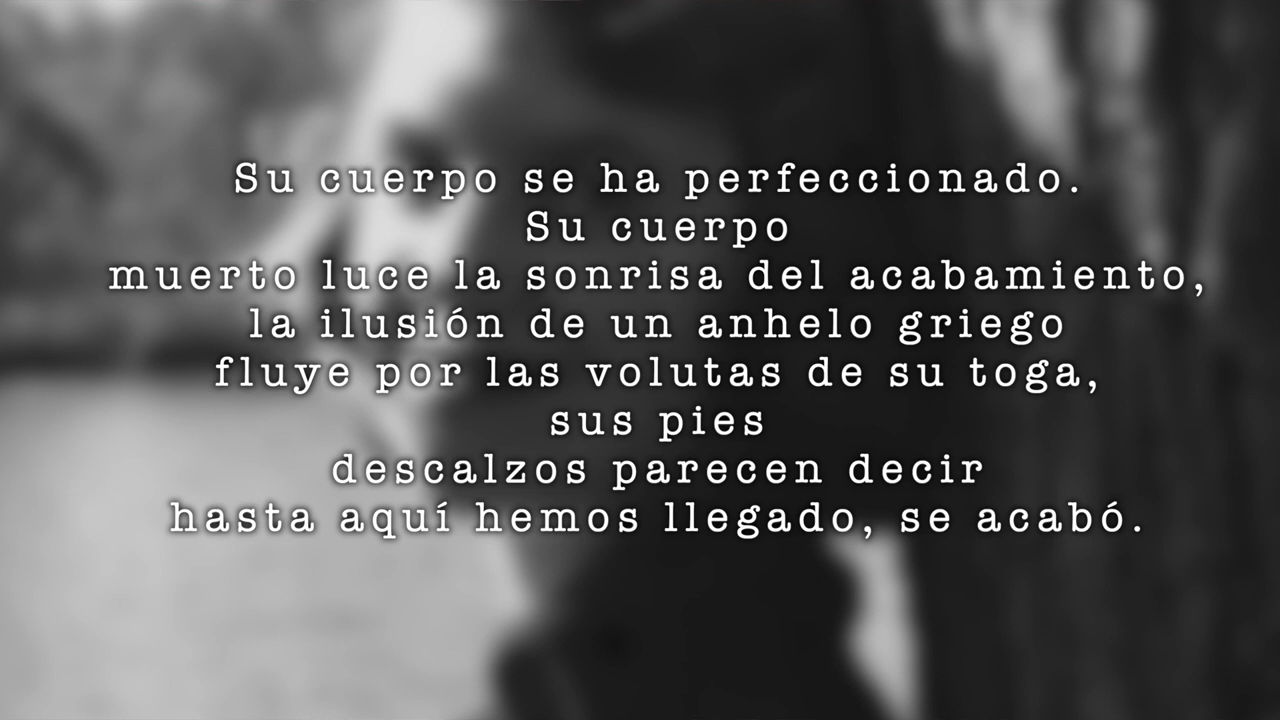 Su cuerpo se ha perfeccionado.
Su cuerpo
muerto luce la sonrisa del acabamiento,
la ilusión de un anhelo griego
fluye por las volutas de su toga,
sus pies
descalzos parecen decir
hasta aquí hemos llegado, se acabó.